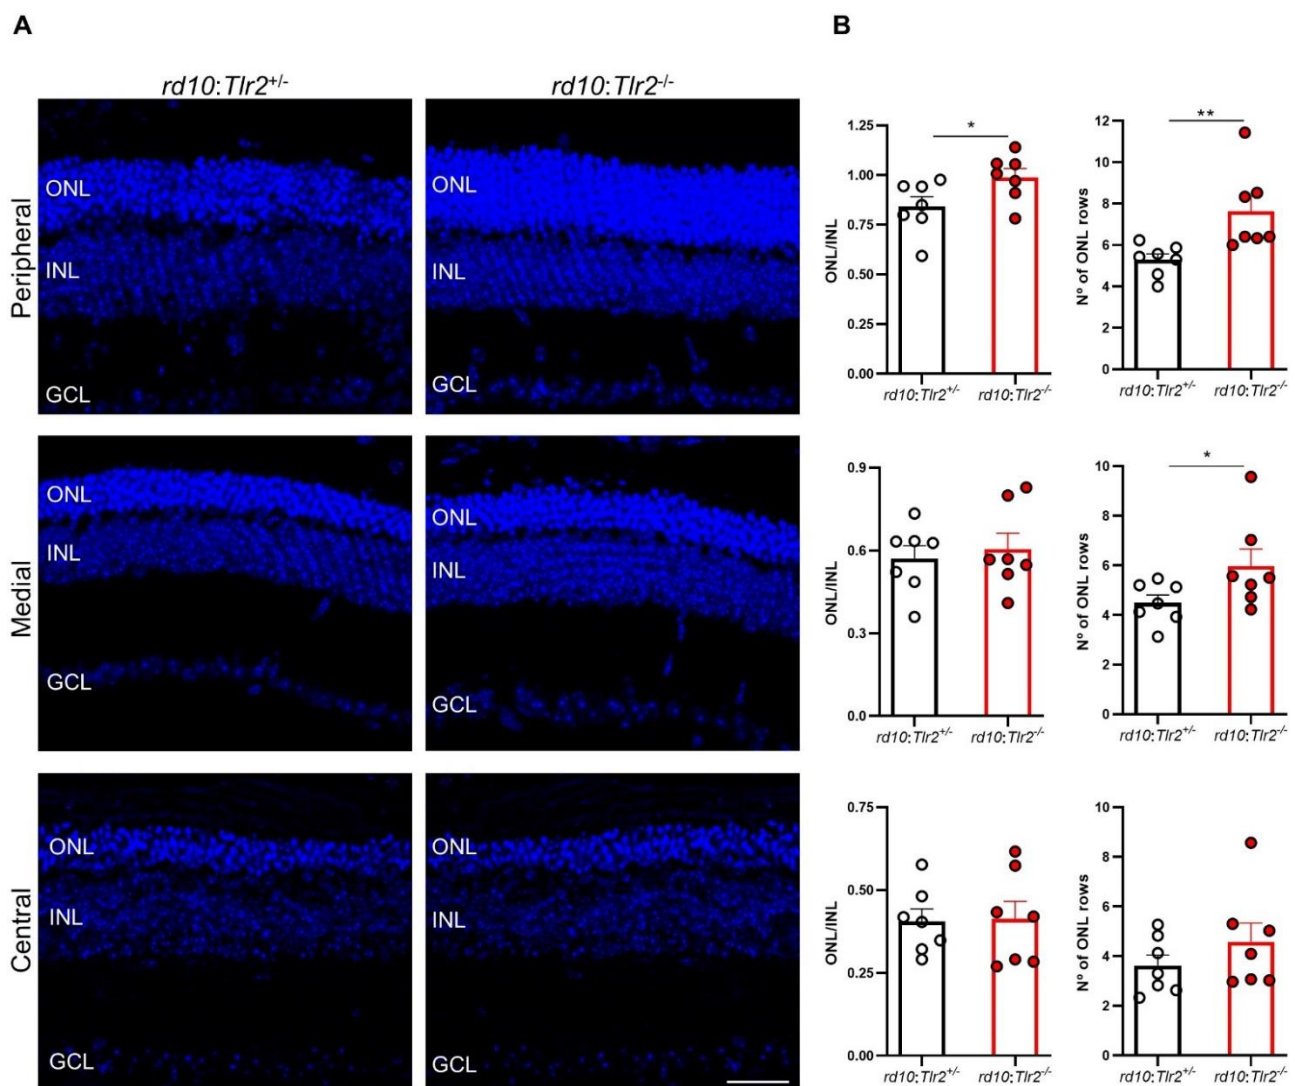 A
B
rd10:Tlr2+/-
rd10:Tlr2-/-
Peripheral
ONL
INL
GCL
ONL
INL
GCL
ONL/INL
1.25
1.00
0.75
0.50
0.25
0.00
*
rd10:Tlr2+/-
rd10:Tlr2-/-
Nº of ONL rows
12
10
8
6
4
2
0
**
rd10:Tlr2+/-
rd10:Tlr2-/-
Medial
ONL
INL
GCL
ONL
INL
GCL
ONL/INL
0.9
0.6
0.3
0.0
rd10:Tlr2+/-
rd10:Tlr2-/-
Nº of ONL rows
10
8
6
4
2
0
*
rd10:Tlr2+/-
rd10:Tlr2-/-
Central
ONL
INL
GCL
ONL
INL
GCL
ONL/INL
0.75
0.50
0.25
0.00
rd10:Tlr2+/-
rd10:Tlr2-/-
Nº of ONL rows
10
8
6
4
2
0
rd10:Tlr2+/-
rd10:Tlr2-/-